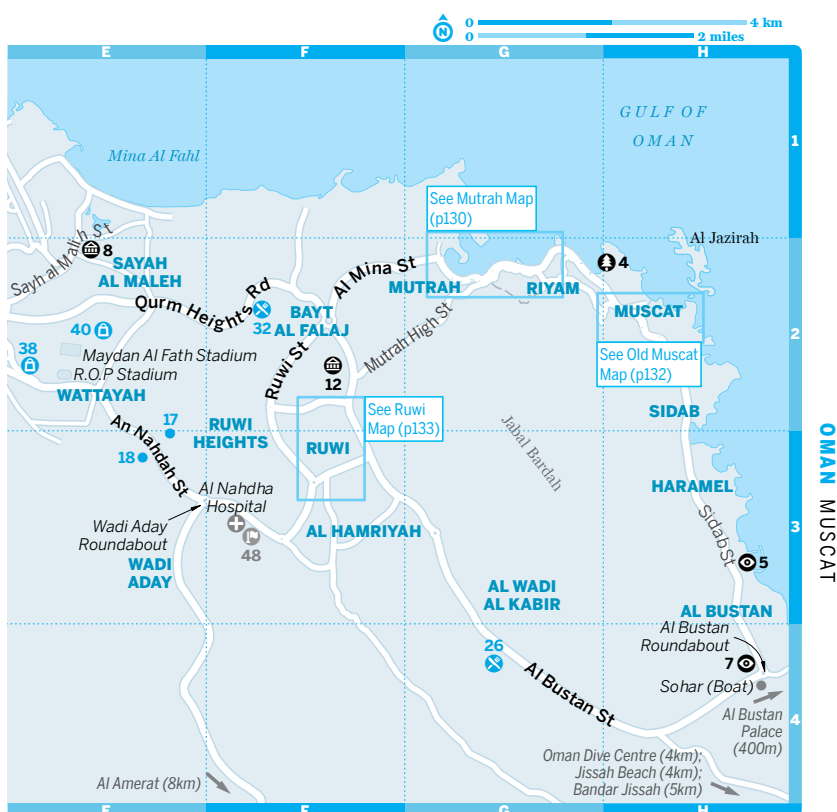 N
0 4 km
0 2 miles
E F G H
GULF OF
OMAN
1
Mina Al Fahl
See Mutrah Map
(p130)
Sayh al Malih St
8
Al Jazirah
SAYAH
AL MALEH
Al Mina St
4
MUTRAH
RIYAM
Qurm Heights Rd
MUSCAT
BAYT
AL FALAJ
32
40
2
38
Maydan Al Fath Stadium
R.O.P Stadium
Ruwi St
Mutrah High St
See Old Muscat
Map (p132)
12
WATTAYAH
See Ruwi
Map (p133)
SIDAB
17
An Nahdah St
RUWI
HEIGHTS
RUWI
Jabal Bardah
18
Al Nahdha
Hospital
HARAMEL
OMAN MUSCAT
Wadi Aday
Roundabout
48
AL HAMRIYAH
Sidab St
3
WADI
ADAY
5
AL WADI
AL KABIR
AL BUSTAN
Al Bustan
Roundabout
26
7
Al Bustan St
Sohar (Boat)
Al Bustan
Palace
(400m)
4
Oman Dive Centre (4km);
Jissah Beach (4km);
Bandar Jissah (5km)
Al Amerat (8km)
E F G H